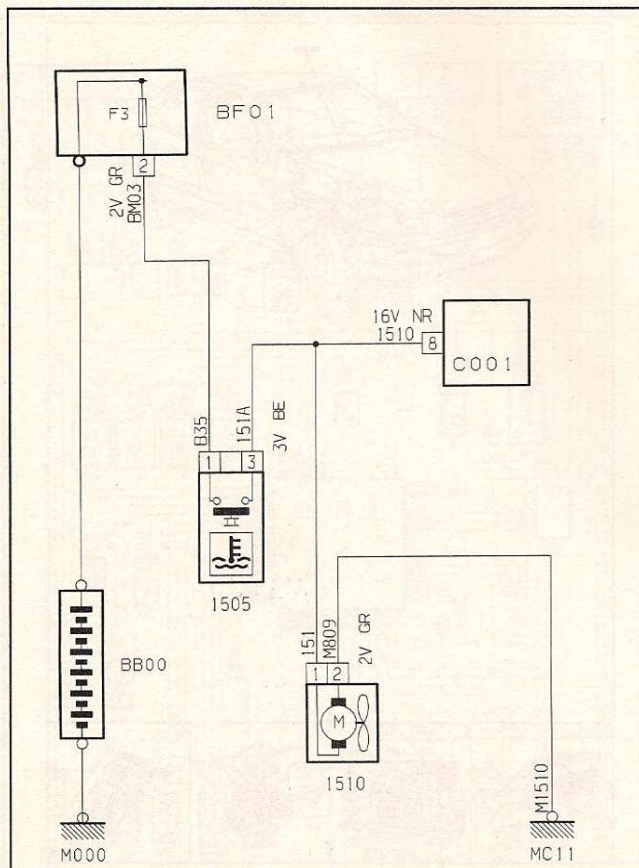 F3
BF01
2
2V GR
BM03
16V NR
1510
8
C001
B35
151A
3V BE
1
3
1505
BB00
151
M809
2V GR
1
2
M
1510
M1510
M000
MC11